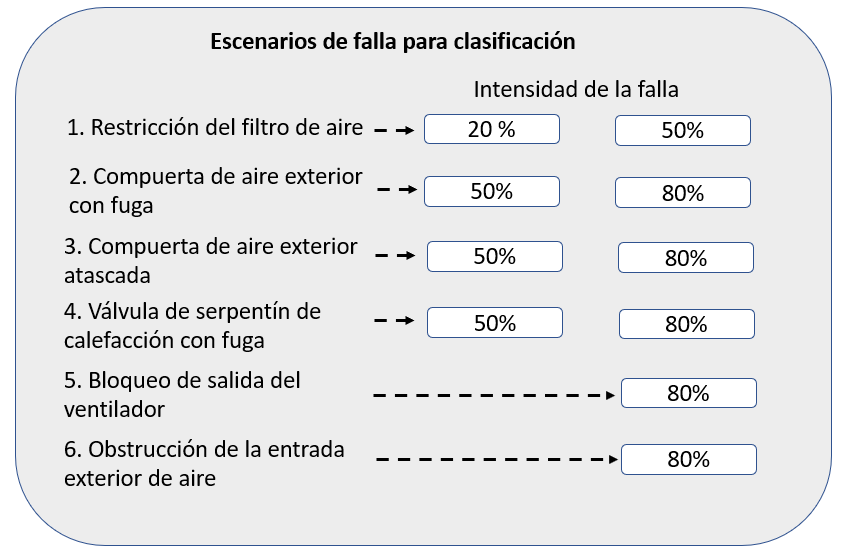 Escenarios de falla para clasificación
Intensidad de la falla
1. Restricción del filtro de aire
20 %
50%
2. Compuerta de aire exterior
con fuga
50%
80%
3. Compuerta de aire exterior
atascada
50%
80%
4. Válvula de serpentín de
calefacción con fuga
50%
80%
5. Bloqueo de salida del
ventilador
80%
6. Obstrucción de la entrada
exterior de aire
80%